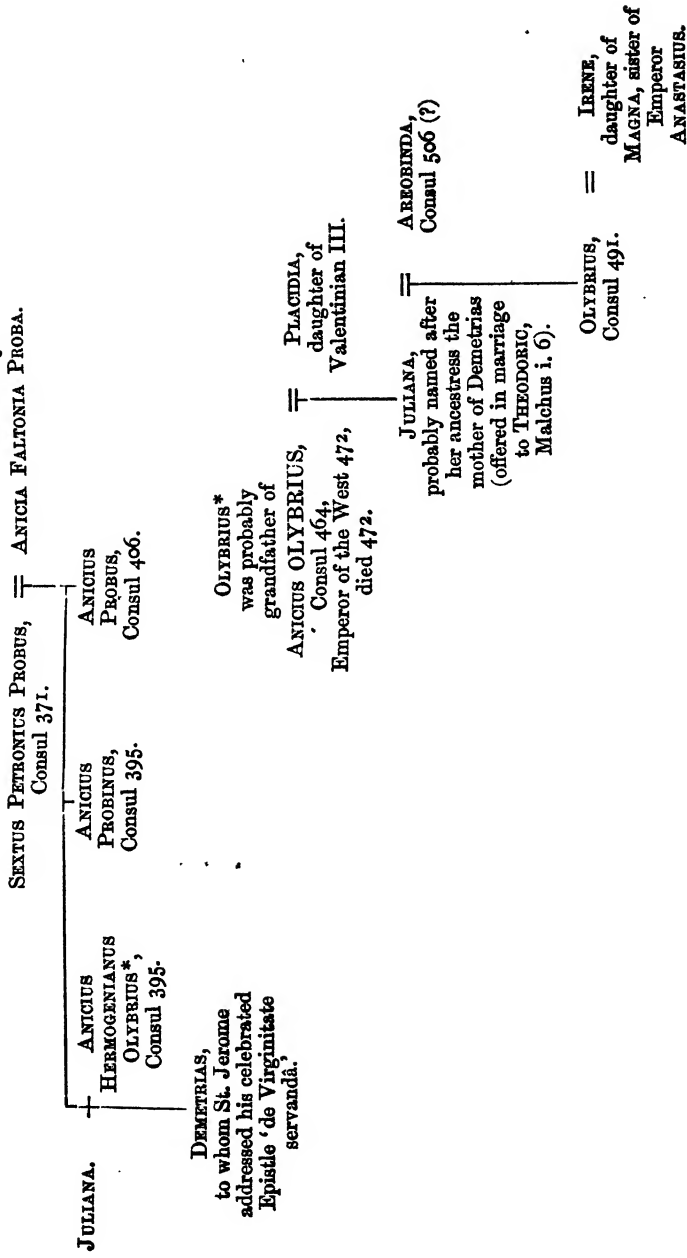 SEXTUS PETRONIUS PROBUS,
Consul 371.
= ANICIA FALTONIA PROBA.
JULIANA.
ANICIUS
HERMOGENIANUS
OLYBRIUS*,
Consul 395.
ANICIUS
PROBINUS,
Consul 395.
ANICIUS
PROBUS,
Consul 406.
DEMETRIAS,
to whom St. Jerome
addressed his celebrated
Epistle ‘de Virginitate
servandâ.’
OLYBRIUS*
was probably
grandfather of
ANICIUS OLYBRIUS,
Consul 464,
Emperor of the West 472,
died 472.
= PLACIDIA,
daughter of
Valentinian III.
JULIANA,
probably named after
her ancestress the
mother of Demetrias
(offered in marriage
to THEODORIC,
Malchus i. 6).
= AREOBINDA,
Consul 506 (?)
OLYBRIUS,
Consul 491.
= IRENE,
daughter of
MAGNA, sister of
Emperor
ANASTASIUS.